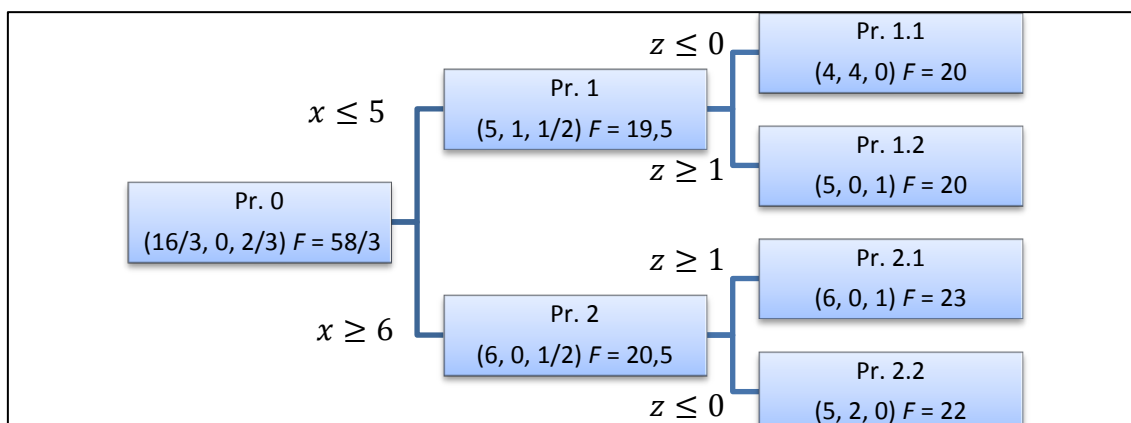 Pr. 0
(16/3, 0, 2/3) F = 58/3
x ≤ 5
Pr. 1
(5, 1, 1/2) F = 19,5
z ≤ 0
Pr. 1.1
(4, 4, 0) F = 20
z ≥ 1
Pr. 1.2
(5, 0, 1) F = 20
x ≥ 6
Pr. 2
(6, 0, 1/2) F = 20,5
z ≥ 1
Pr. 2.1
(6, 0, 1) F = 23
z ≤ 0
Pr. 2.2
(5, 2, 0) F = 22